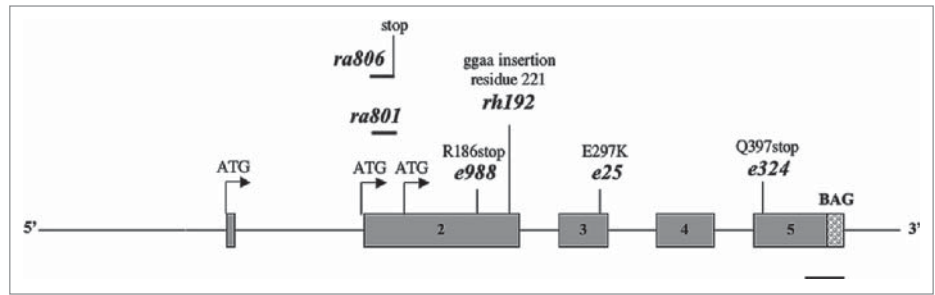 stop
ra806
ggaa insertion
residue 221
rh192
ra801
ATG
ATG ATG
R186stop
e988
E297K
e25
Q397stop
e324
BAG
5' 2 3 4 5 3'